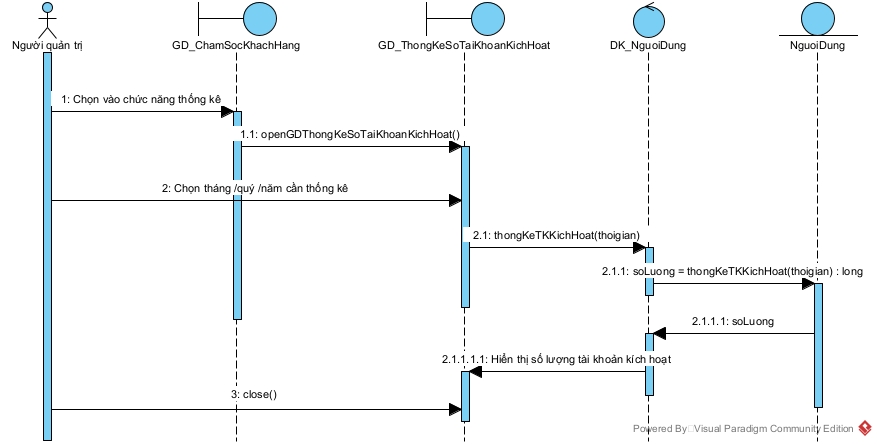 Người quản trị
GD_ChamSocKhachHang
GD_ThongKeSoTaiKhoanKichHoat
DK_NguoiDung
NguoiDung
1: Chọn vào chức năng thống kê
1.1: openGDThongKeSoTaiKhoanKichHoat()
2: Chọn tháng /quý /năm cần thống kê
2.1: thongKeTKKichHoat(thoigian)
2.1.1: soLuong = thongKeTKKichHoat(thoigian) : long
2.1.1.1: soLuong
2.1.1.1.1: Hiển thị số lượng tài khoản kích hoạt
3: close()
Powered By Visual Paradigm Community Edition